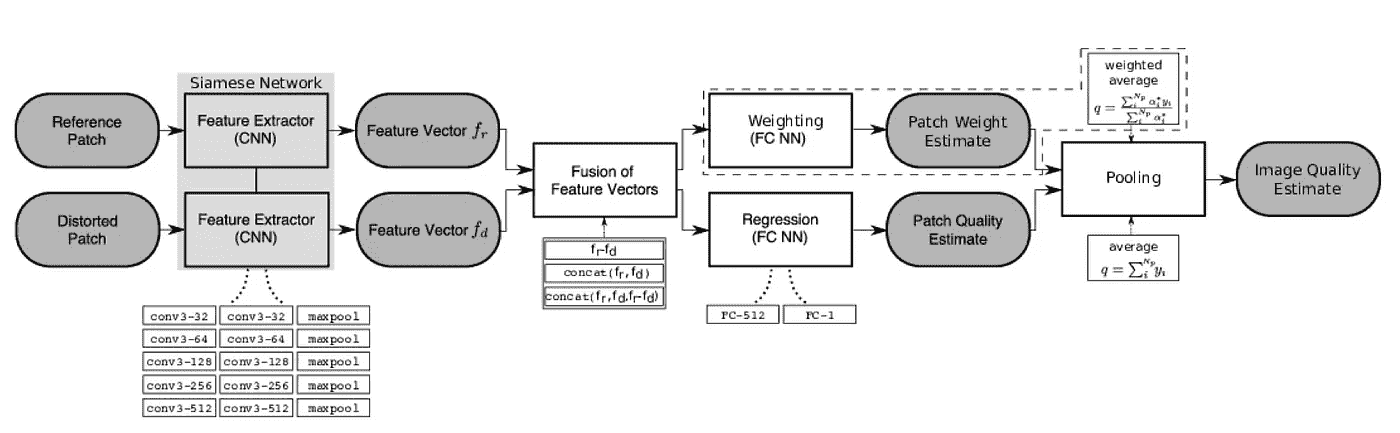 Siamese Network
Reference
Patch
Feature Extractor
(CNN)
Feature Vector f_r
Distorted
Patch
Feature Extractor
(CNN)
Feature Vector f_d
conv3-32 conv3-32 maxpool
conv3-64 conv3-64 maxpool
conv3-128 conv3-128 maxpool
conv3-256 conv3-256 maxpool
conv3-512 conv3-512 maxpool
Fusion of
Feature Vectors
f_r-f_d
concat(f_r,f_d)
concat(f_r,f_d,f_r-f_d)
Weighting
(FC NN)
Patch Weight
Estimate
Regression
(FC NN)
FC-512 FC-1
Patch Quality
Estimate
weighted
average
q = \frac{\sum_i^{N_p} α_i^* y_i}{\sum_i^{N_p} α_i^*}
Pooling
average
q = \sum_i^{N_p} y_i
Image Quality
Estimate